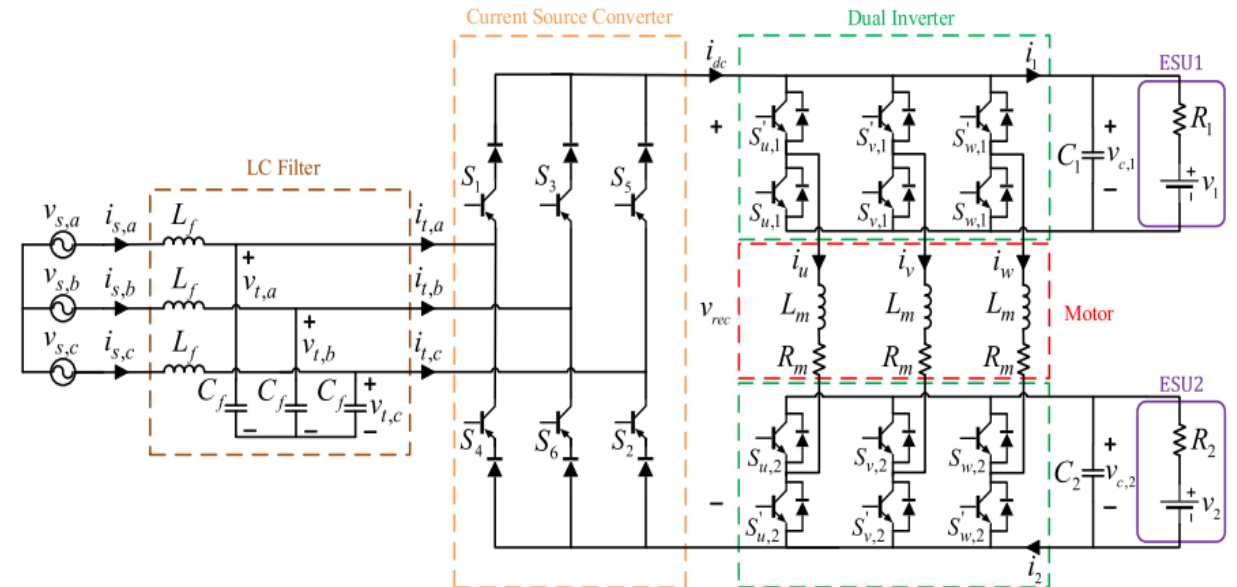 Current Source Converter
Dual Inverter
ESU1
LC Filter
Motor
ESU2
i_dc
i_1
+
S'_u,1
S'_v,1
S'_w,1
C_1
+
v_c,1
−
R_1
+
v_1
-
S_1
S_3
S_5
S_u,1
S_v,1
S_w,1
v_s,a
i_s,a
L_f
i_t,a
+
v_t,a
v_s,b
i_s,b
L_f
i_t,b
+
v_t,b
v_s,c
i_s,c
L_f
i_t,c
+
v_t,c
C_f
C_f
C_f
−
−
−
i_u
i_v
i_w
v_rec
L_m
L_m
L_m
R_m
R_m
R_m
S_4
S_6
S_2
S_u,2
S_v,2
S_w,2
C_2
+
v_c,2
−
R_2
+
v_2
-
−
S'_u,2
S'_v,2
S'_w,2
i_2